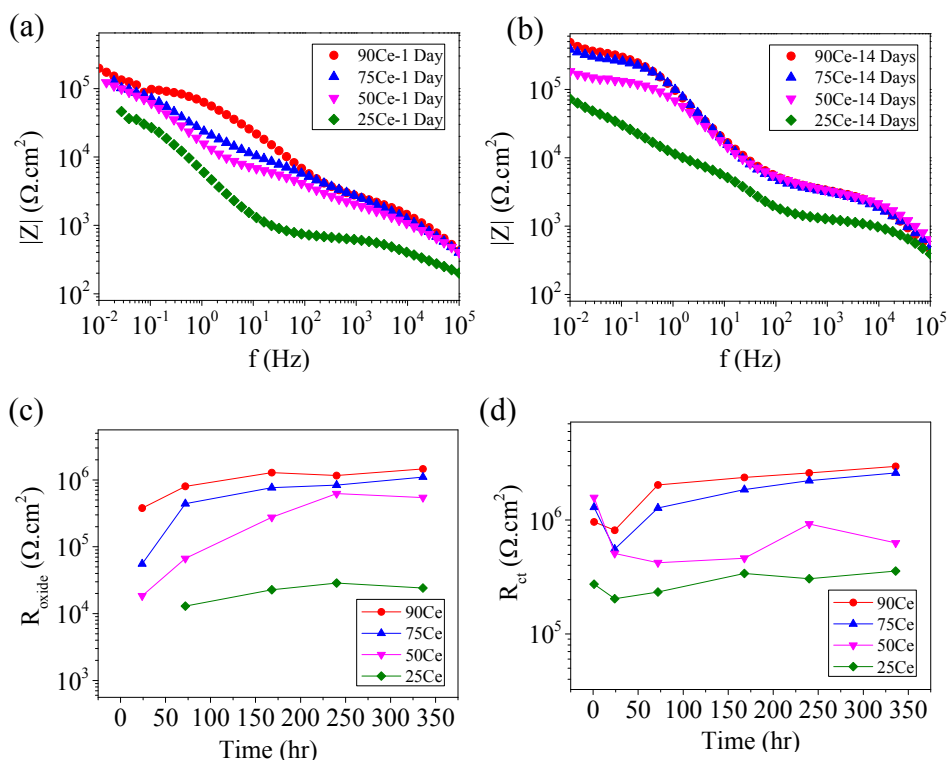 (a)
|Z| (Ω.cm²)
10⁵
10⁴
10³
10²
90Ce-1 Day
75Ce-1 Day
50Ce-1 Day
25Ce-1 Day
10⁻² 10⁻¹ 10⁰ 10¹ 10² 10³ 10⁴ 10⁵
f (Hz)
(b)
|Z| (Ω.cm²)
10⁵
10⁴
10³
10²
90Ce-14 Days
75Ce-14 Days
50Ce-14 Days
25Ce-14 Days
10⁻² 10⁻¹ 10⁰ 10¹ 10² 10³ 10⁴ 10⁵
f (Hz)
(c)
R_oxide (Ω.cm²)
10⁶
10⁵
10⁴
10³
90Ce
75Ce
50Ce
25Ce
0 50 100 150 200 250 300 350
Time (hr)
(d)
R_ct (Ω.cm²)
10⁶
10⁵
90Ce
75Ce
50Ce
25Ce
0 50 100 150 200 250 300 350
Time (hr)